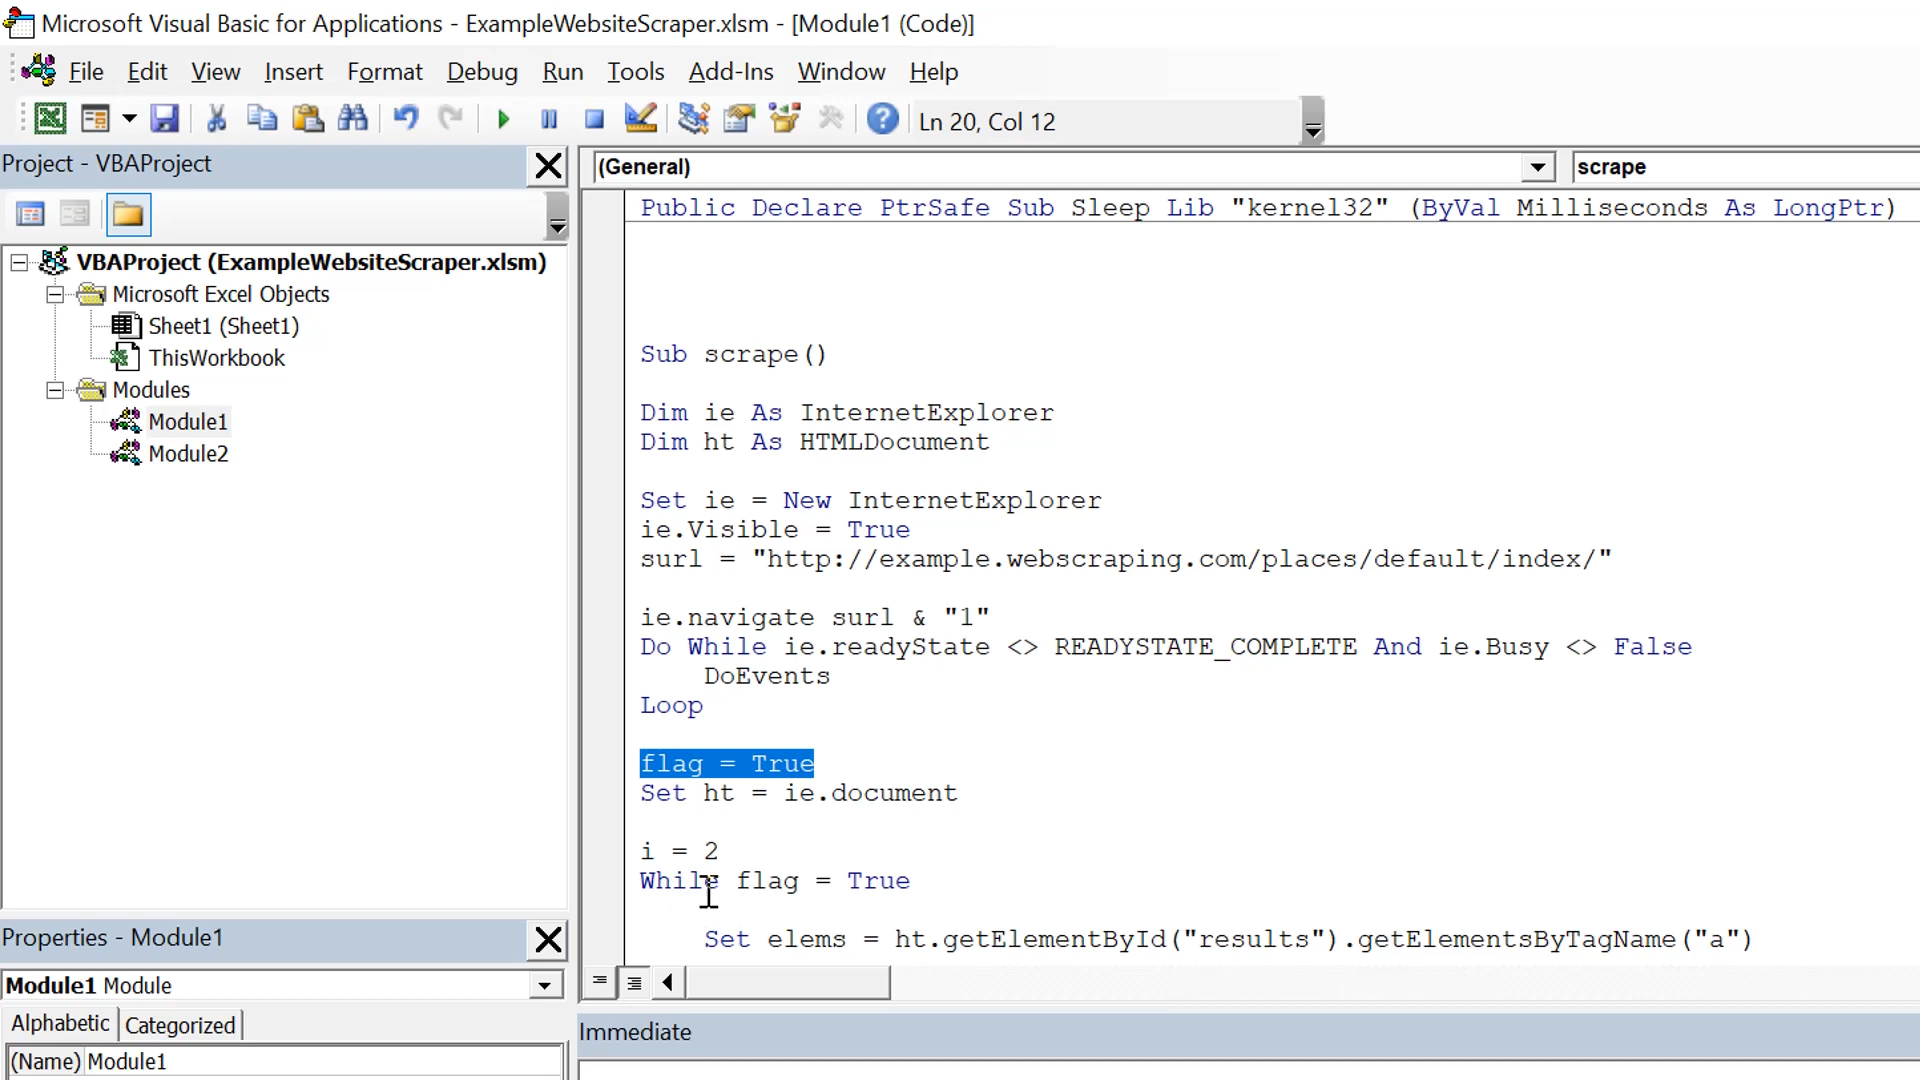 Microsoft Visual Basic for Applications - ExampleWebsiteScraper.xlsm - [Module1 (Code)]
File Edit View Insert Format Debug Run Tools Add-Ins Window Help
Ln 20, Col 12
Project - VBAProject
(General)
scrape
VBAProject (ExampleWebsiteScraper.xlsm)
Microsoft Excel Objects
Sheet1 (Sheet1)
ThisWorkbook
Modules
Module1
Module2
Public Declare PtrSafe Sub Sleep Lib "kernel32" (ByVal Milliseconds As LongPtr)
Sub scrape()
Dim ie As InternetExplorer
Dim ht As HTMLDocument
Set ie = New InternetExplorer
ie.Visible = True
surl = "http://example.webscraping.com/places/default/index/"
ie.navigate surl & "1"
Do While ie.readyState <> READYSTATE_COMPLETE And ie.Busy <> False
DoEvents
Loop
flag = True
Set ht = ie.document
i = 2
While flag = True
Set elems = ht.getElementById("results").getElementsByTagName("a")
Properties - Module1
Module1 Module
Alphabetic Categorized
(Name) Module1
Immediate